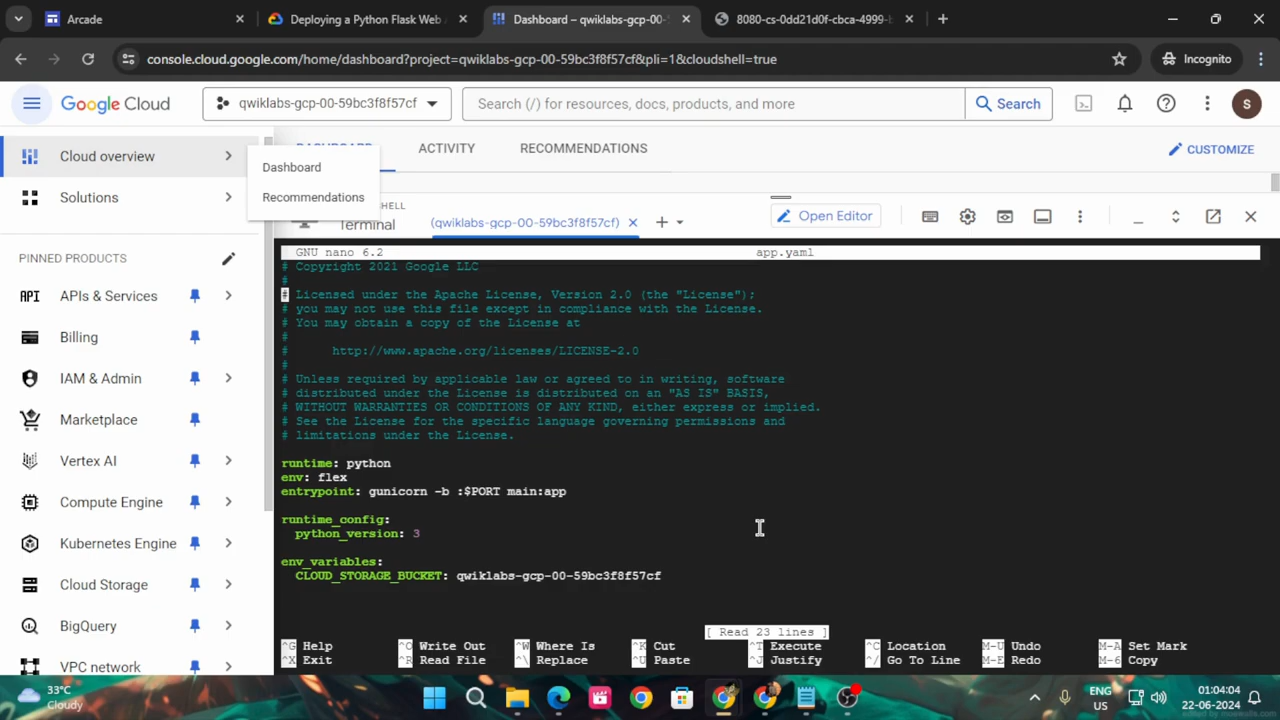 Arcade
Deploying a Python Flask Web
Dashboard – qwiklabs-gcp-00-
8080-cs-0dd21d0f-cbca-4999-
console.cloud.google.com/home/dashboard?project=qwiklabs-gcp-00-59bc3f8f57cf&pli=1&cloudshell=true
Incognito
Google Cloud
qwiklabs-gcp-00-59bc3f8f57cf
Search (/) for resources, docs, products, and more
Search
S
Cloud overview
Solutions
PINNED PRODUCTS
API APIs & Services
Billing
IAM & Admin
Marketplace
Vertex AI
Compute Engine
Kubernetes Engine
Cloud Storage
BigQuery
VPC network
Dashboard
Recommendations
ACTIVITY
RECOMMENDATIONS
CUSTOMIZE
Terminal
(qwiklabs-gcp-00-59bc3f8f57cf)
Open Editor
GNU nano 6.2 app.yaml
# Copyright 2021 Google LLC
#
# Licensed under the Apache License, Version 2.0 (the "License");
# you may not use this file except in compliance with the License.
# You may obtain a copy of the License at
#
# http://www.apache.org/licenses/LICENSE-2.0
#
# Unless required by applicable law or agreed to in writing, software
# distributed under the License is distributed on an "AS IS" BASIS,
# WITHOUT WARRANTIES OR CONDITIONS OF ANY KIND, either express or implied.
# See the License for the specific language governing permissions and
# limitations under the License.
runtime: python
env: flex
entrypoint: gunicorn -b :$PORT main:app
runtime_config:
python_version: 3
env_variables:
CLOUD_STORAGE_BUCKET: qwiklabs-gcp-00-59bc3f8f57cf
[ Read 23 lines ]
^G Help ^O Write Out ^W Where Is ^K Cut ^T Execute ^C Location M-U Undo M-A Set Mark
^X Exit ^R Read File ^\ Replace ^U Paste ^J Justify ^/ Go To Line M-E Redo M-6 Copy
33°C
Cloudy
ENG
US
01:04:04
22-06-2024